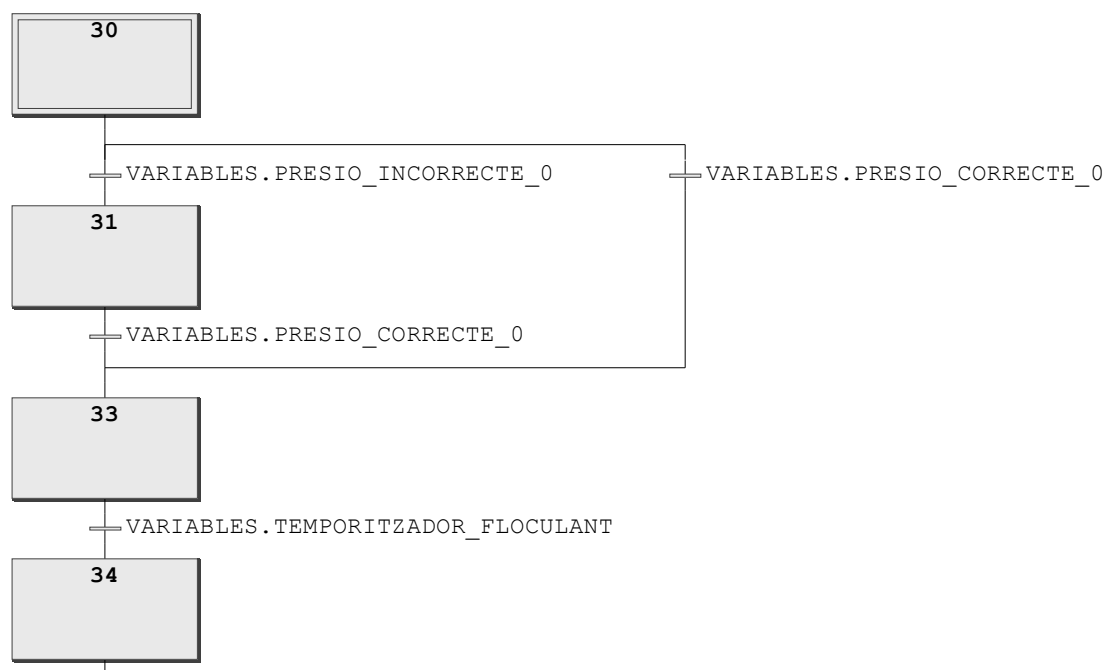 30
VARIABLES.PRESIO_INCORRECTE_0
VARIABLES.PRESIO_CORRECTE_0
31
VARIABLES.PRESIO_CORRECTE_0
33
VARIABLES.TEMPORITZADOR_FLOCULANT
34